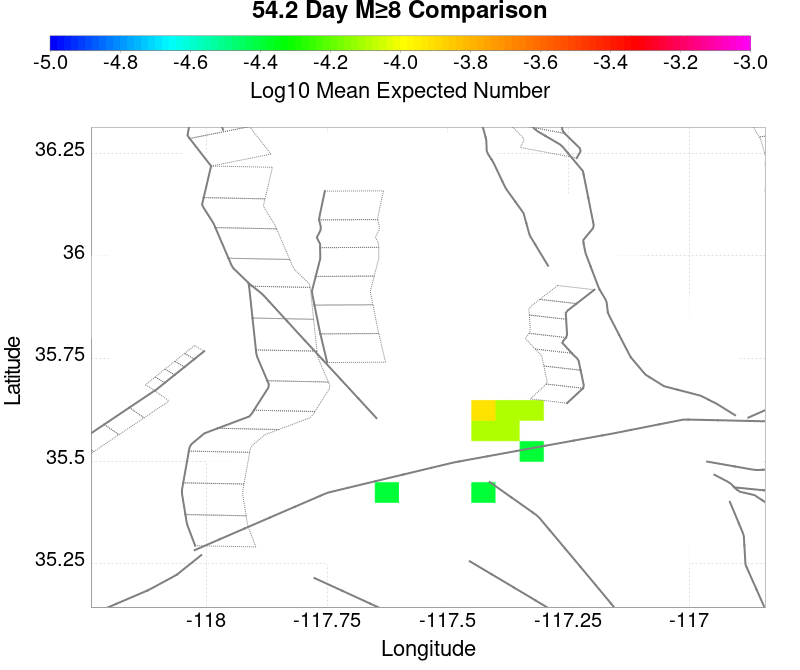 54.2 Day M≥8 Comparison
-5.0 -4.8 -4.6 -4.4 -4.2 -4.0 -3.8 -3.6 -3.4 -3.2 -3.0
Log10 Mean Expected Number
36.25
36
35.75
35.5
35.25
Latitude
-118 -117.75 -117.5 -117.25 -117
Longitude